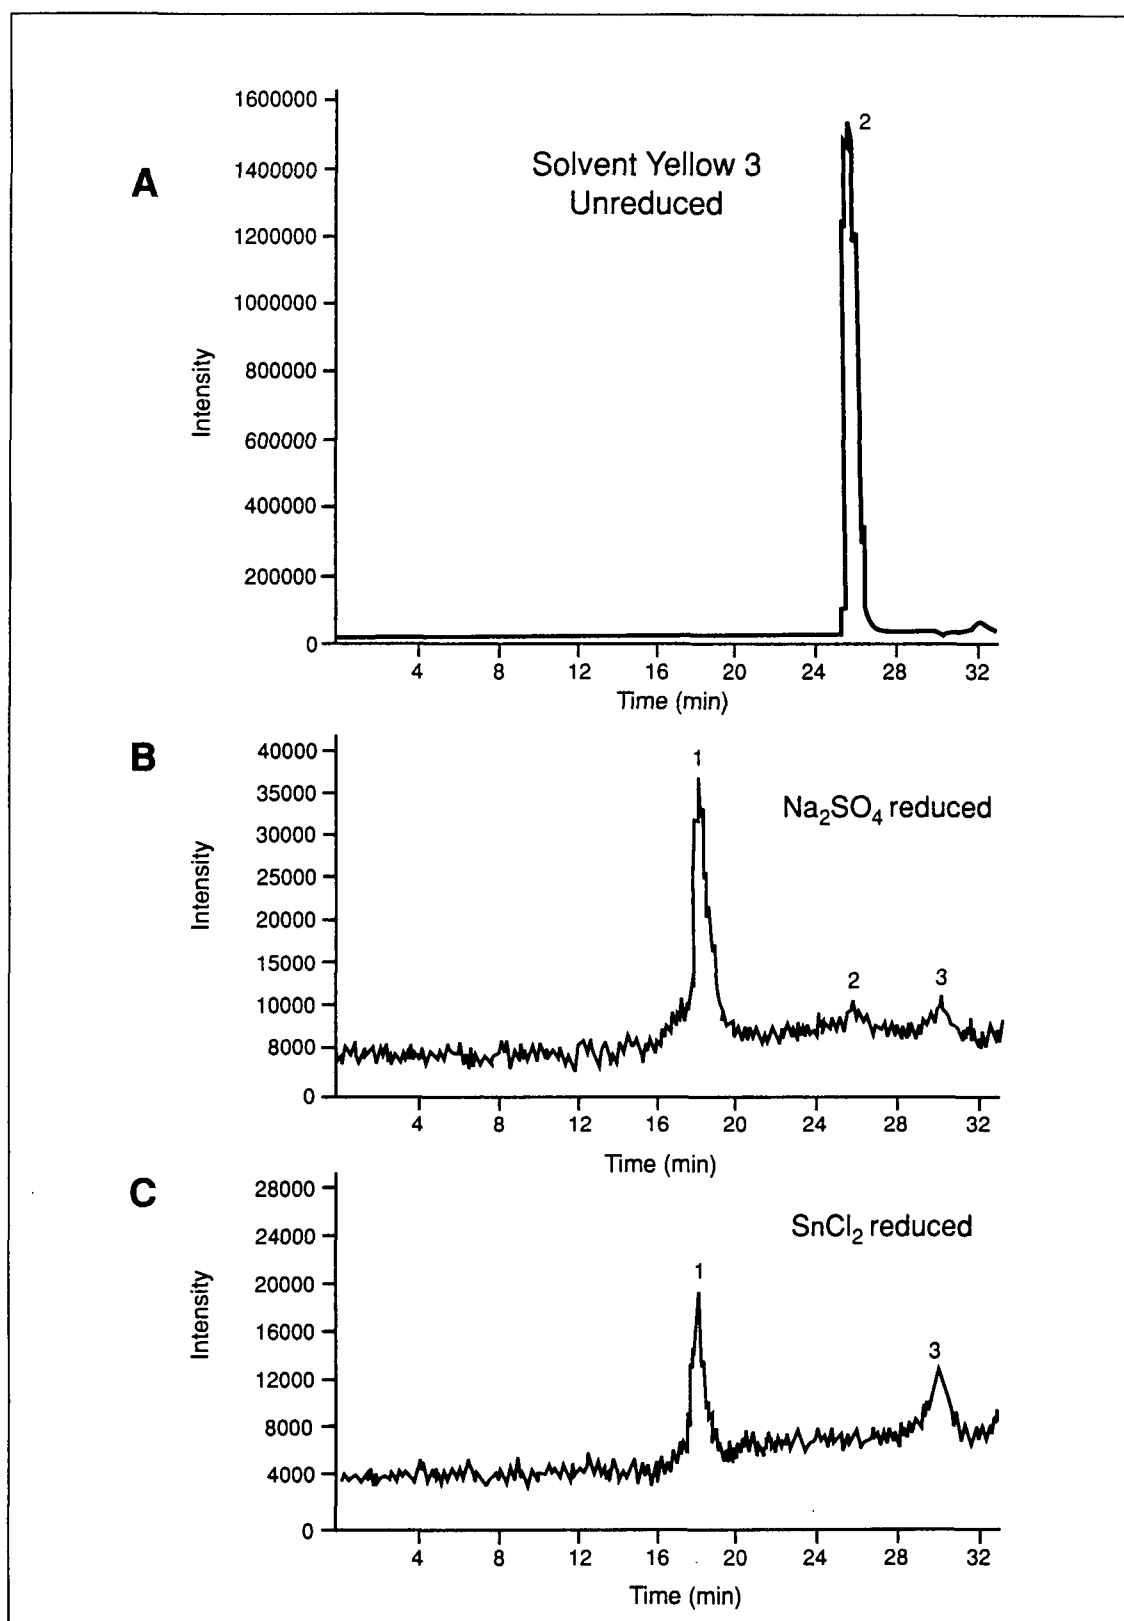 A
Solvent Yellow 3
Unreduced
2
Intensity
1600000
1400000
1200000
1000000
800000
600000
400000
200000
0
4 8 12 16 20 24 28 32
Time (min)
B
Na₂SO₄ reduced
1
2
3
Intensity
40000
35000
30000
25000
20000
15000
10000
8000
0
4 8 12 16 20 24 28 32
Time (min)
C
SnCl₂ reduced
1
3
Intensity
28000
24000
20000
16000
12000
8000
4000
0
4 8 12 16 20 24 28 32
Time (min)